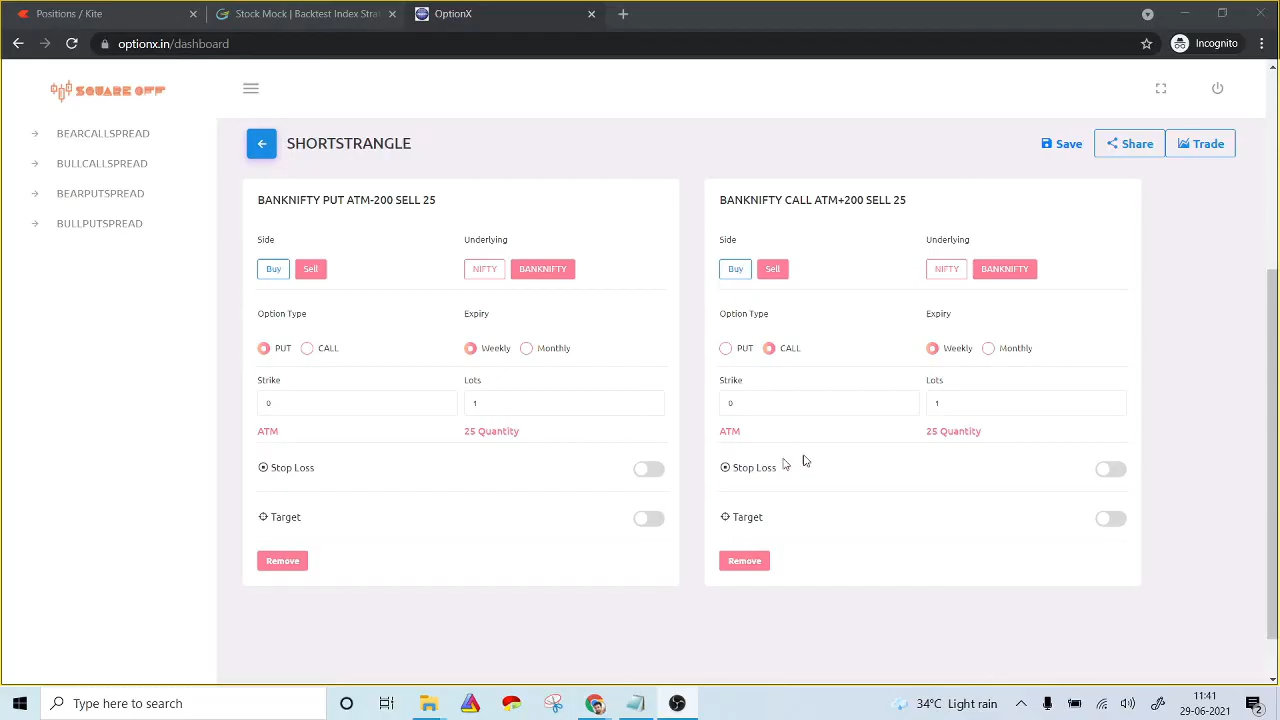 Positions / Kite
Stock Mock | Backtest Index Strat
OptionX
optionx.in/dashboard
Incognito
SQUARE OFF
BEARCALLSPREAD
BULLCALLSPREAD
BEARPUTSPREAD
BULLPUTSPREAD
SHORTSTRANGLE
Save
Share
Trade
BANKNIFTY PUT ATM-200 SELL 25
Side
Underlying
Buy
Sell
NIFTY
BANKNIFTY
Option Type
Expiry
PUT
CALL
Weekly
Monthly
Strike
Lots
0
1
ATM
25 Quantity
Stop Loss
Target
Remove
BANKNIFTY CALL ATM+200 SELL 25
Side
Underlying
Buy
Sell
NIFTY
BANKNIFTY
Option Type
Expiry
PUT
CALL
Weekly
Monthly
Strike
Lots
0
1
ATM
25 Quantity
Stop Loss
Target
Remove
Type here to search
34°C Light rain
11:41
29-06-2021
2